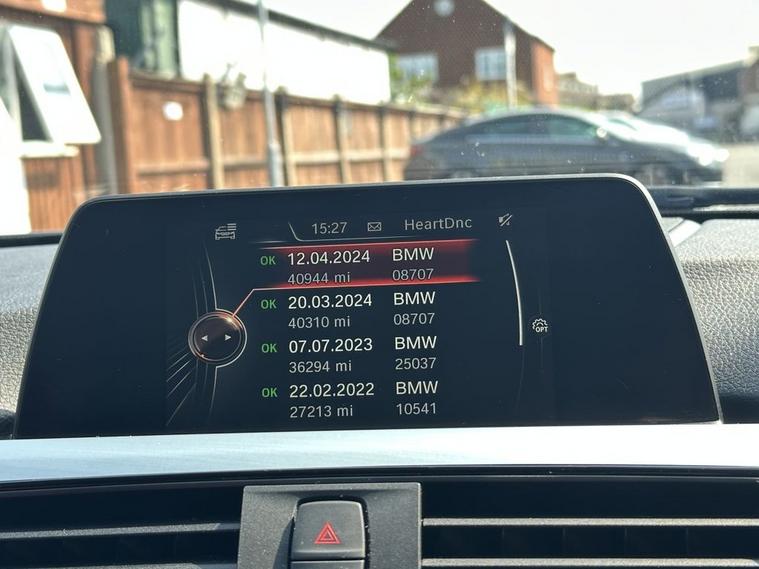 15:27 HeartDnc
OK 12.04.2024 BMW
40944 mi 08707
OK 20.03.2024 BMW
40310 mi 08707
OK 07.07.2023 BMW
36294 mi 25037
OK 22.02.2022 BMW
27213 mi 10541
OPT